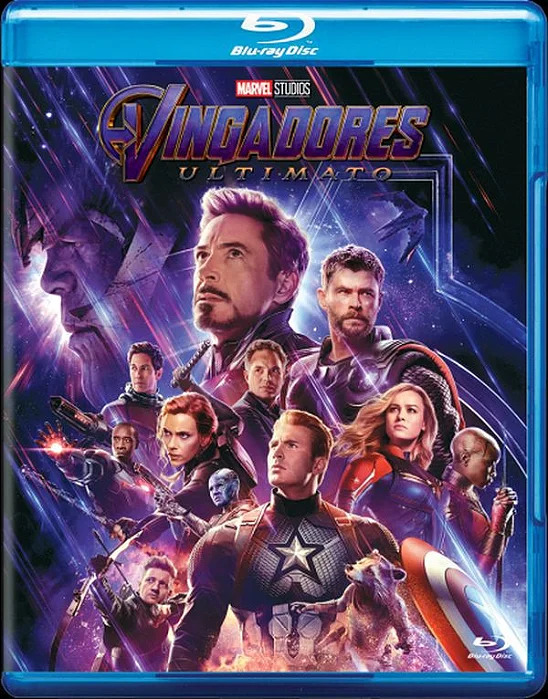 Blu-ray Disc
MARVEL STUDIOS
VINGADORES
ULTIMATO
Blu-ray Disc